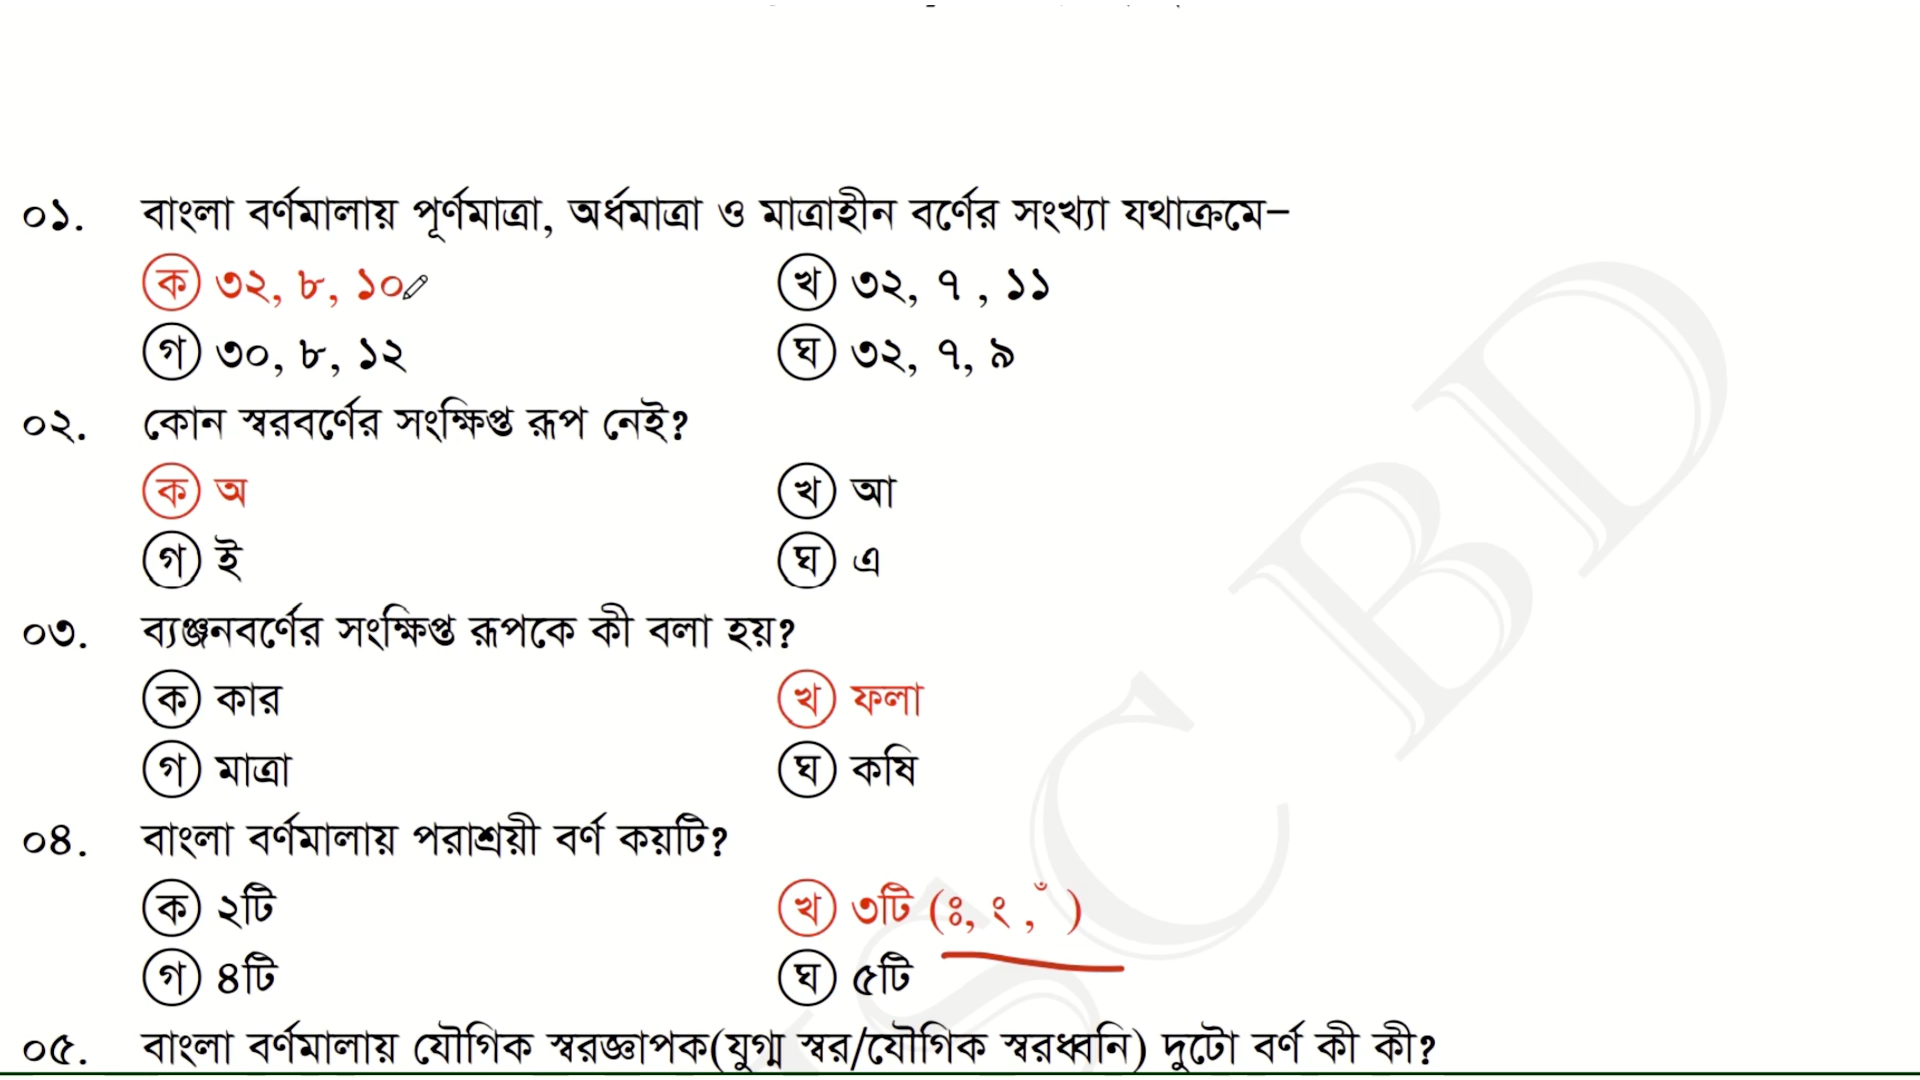 ০১. বাংলা বর্ণমালায় পূর্ণমাত্রা, অর্ধমাত্রা ও মাত্রাহীন বর্ণের সংখ্যা যথাক্রমে–
ক ৩২, ৮, ১০ খ ৩২, ৭ , ১১
গ ৩০, ৮, ১২ ঘ ৩২, ৭, ৯
০২. কোন স্বরবর্ণের সংক্ষিপ্ত রূপ নেই?
ক অ খ আ
গ ই ঘ এ
০৩. ব্যঞ্জনবর্ণের সংক্ষিপ্ত রূপকে কী বলা হয়?
ক কার খ ফলা
গ মাত্রা ঘ কষি
০৪. বাংলা বর্ণমালায় পরাশ্রয়ী বর্ণ কয়টি?
ক ২টি খ ৩টি (ঃ, ং , ঁ )
গ ৪টি ঘ ৫টি
০৫. বাংলা বর্ণমালায় যৌগিক স্বরজ্ঞাপক(যুগ্ম স্বর/যৌগিক স্বরধ্বনি) দুটো বর্ণ কী কী?
SC BD